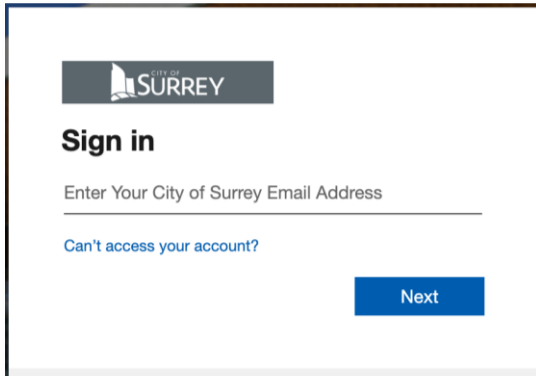 CITY OF
SURREY
Sign in
Enter Your City of Surrey Email Address
Can't access your account?
Next